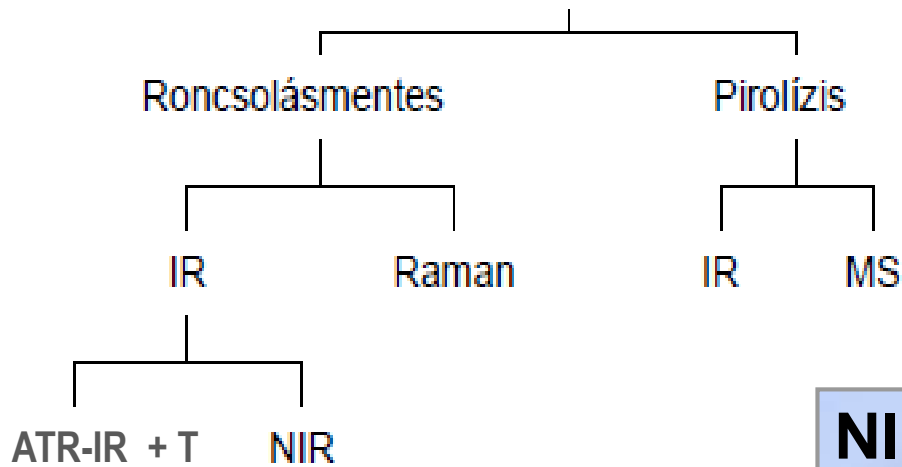 Roncsolásmentes Pirolízis
IR Raman IR MS
ATR-IR + T NIR
NI